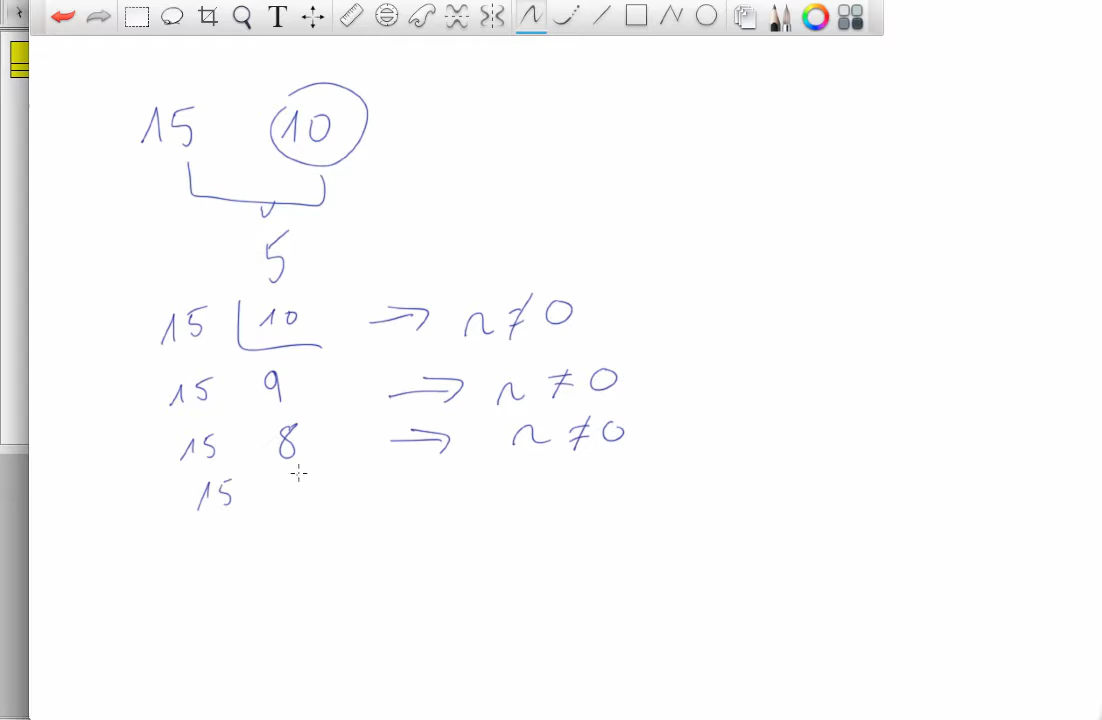 15 10
5
15 10 → r ≠ 0
15 9 → r ≠ 0
15 8 → r ≠ 0
15